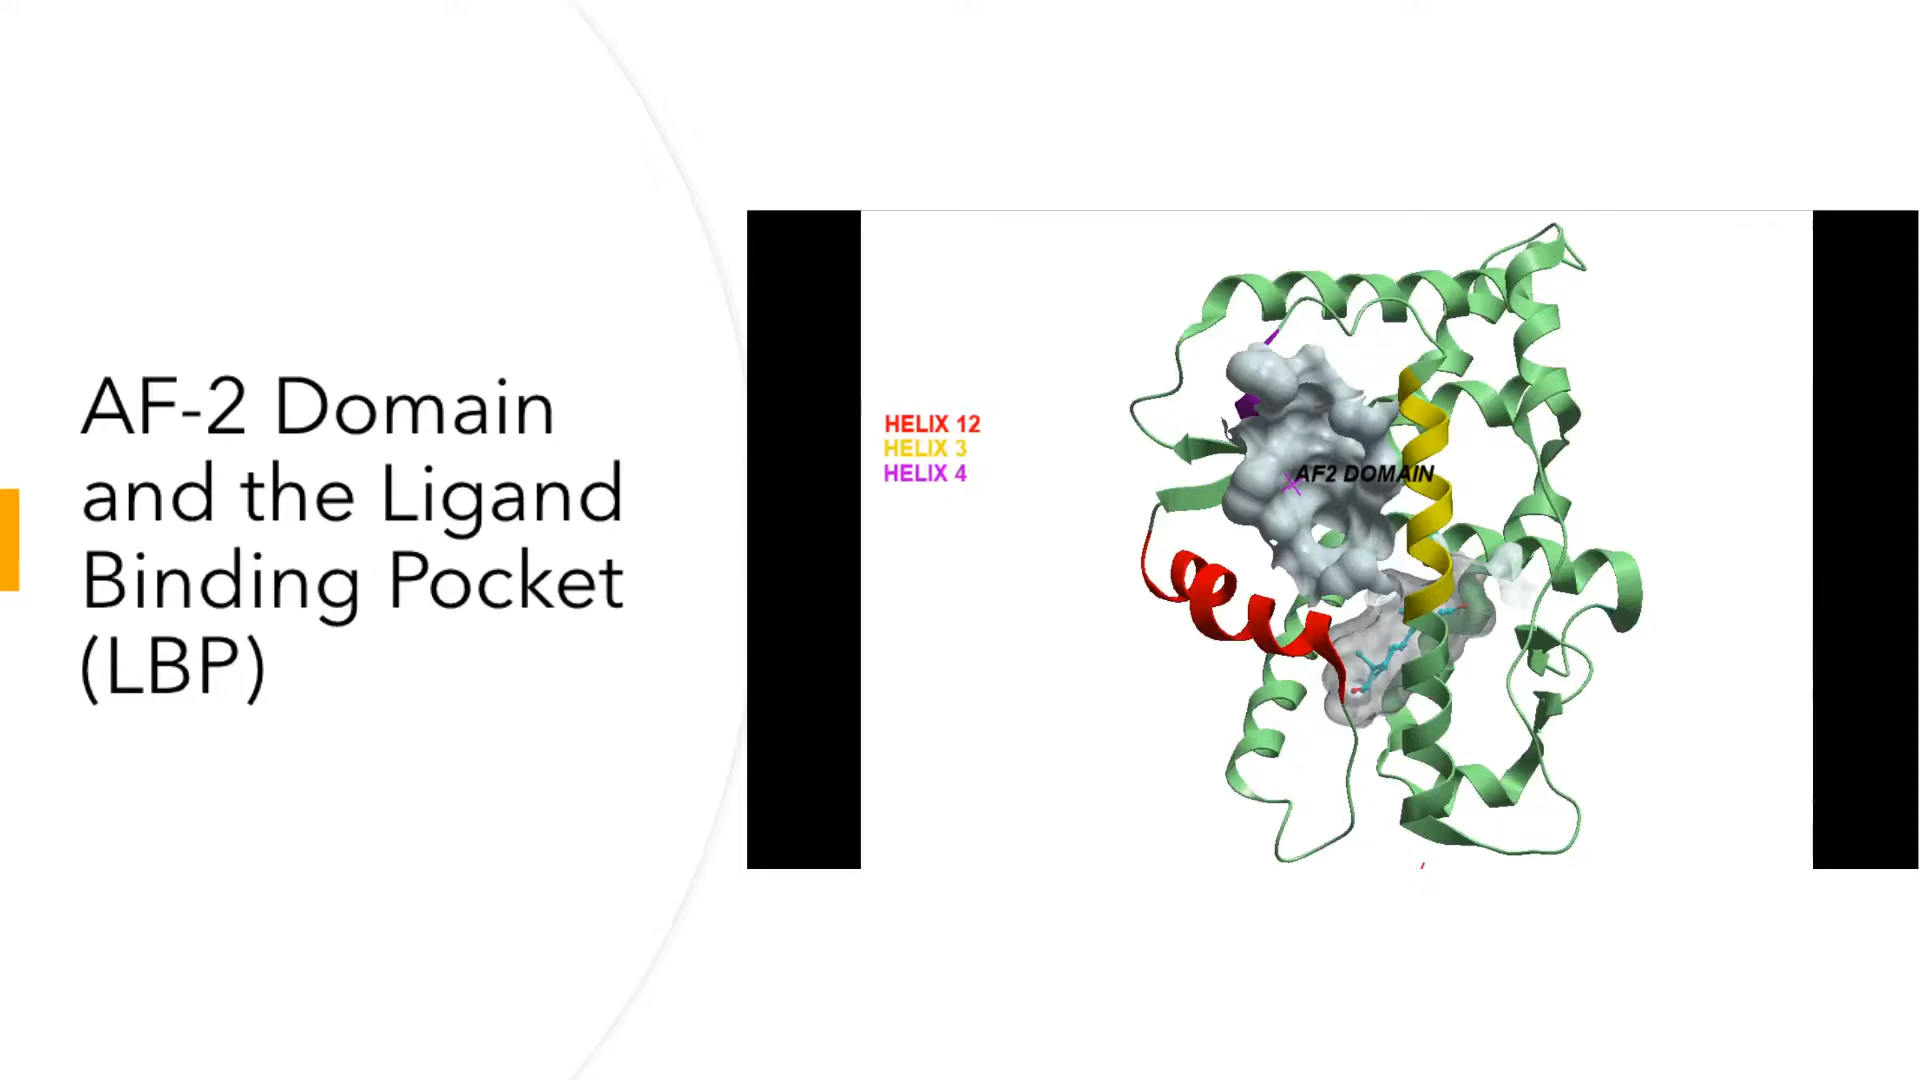 AF-2 Domain
and the Ligand
Binding Pocket
(LBP)
HELIX 12
HELIX 3
HELIX 4
AF2 DOMAIN